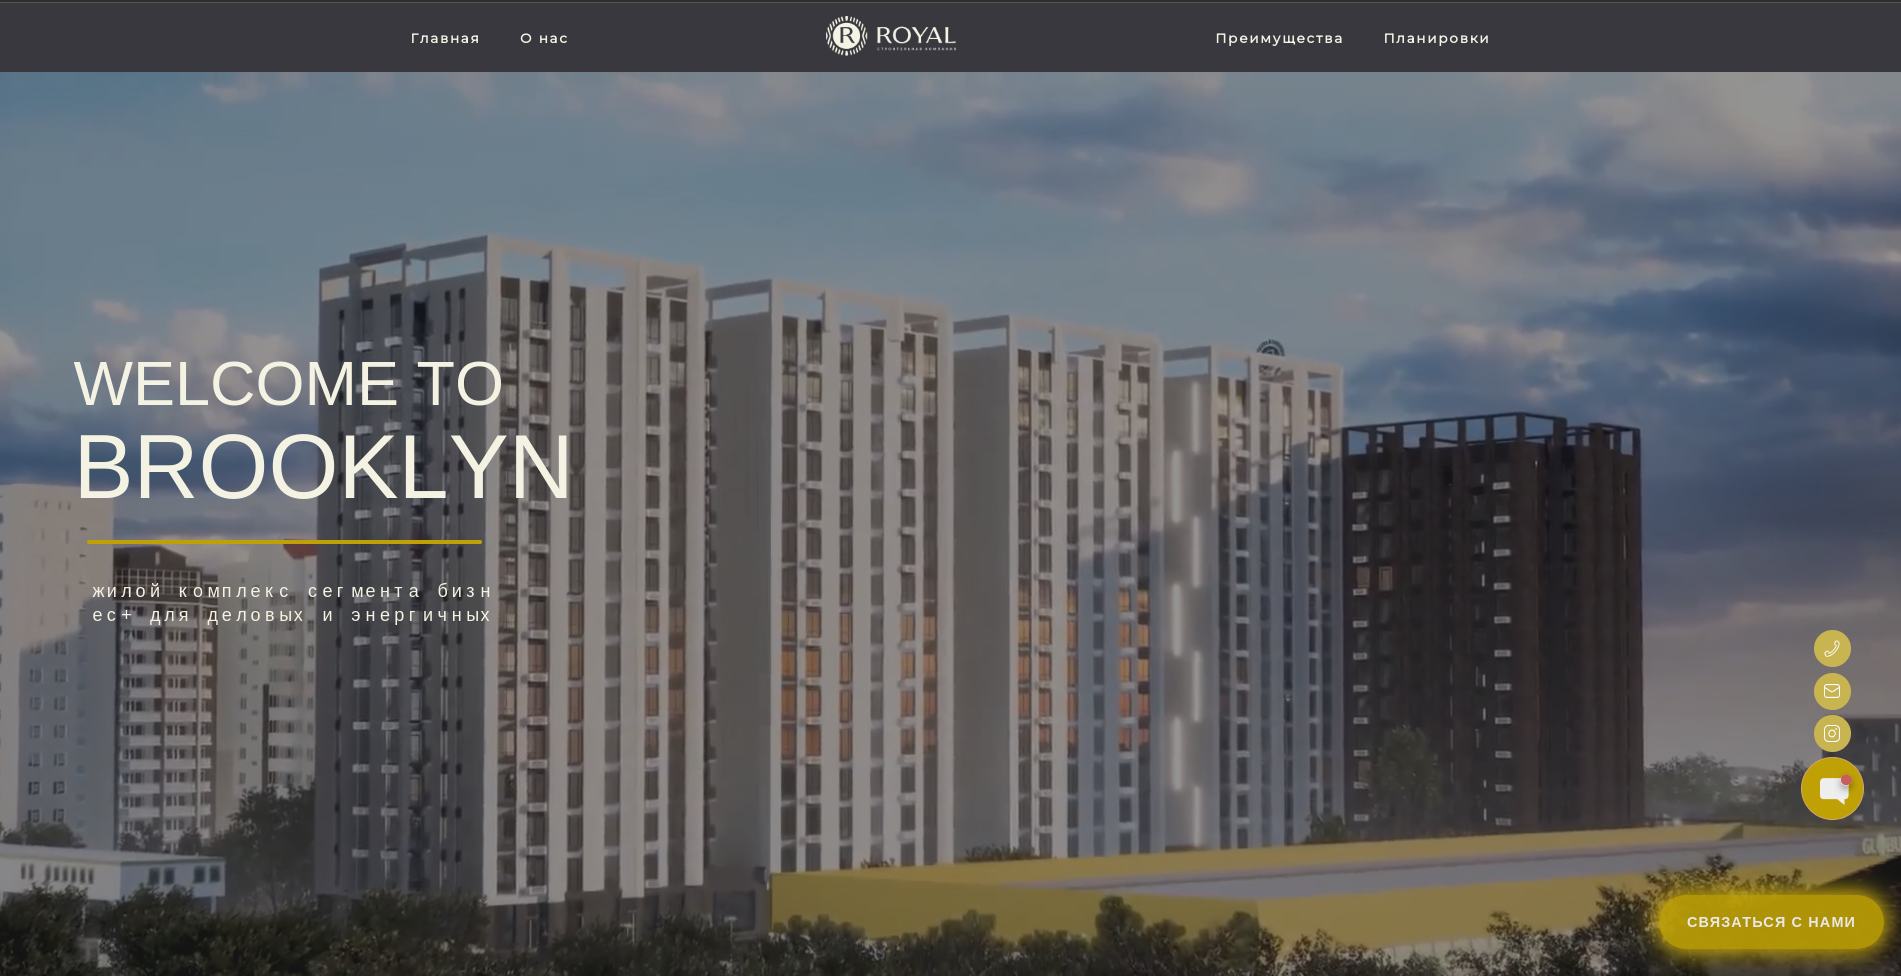 Главная
О нас
ROYAL
СТРОИТЕЛЬНАЯ КОМПАНИЯ
Преимущества
Планировки
WELCOME TO
BROOKLYN
жилой комплекс сегмента бизн
ес+ для деловых и энергичных
СВЯЗАТЬСЯ С НАМИ